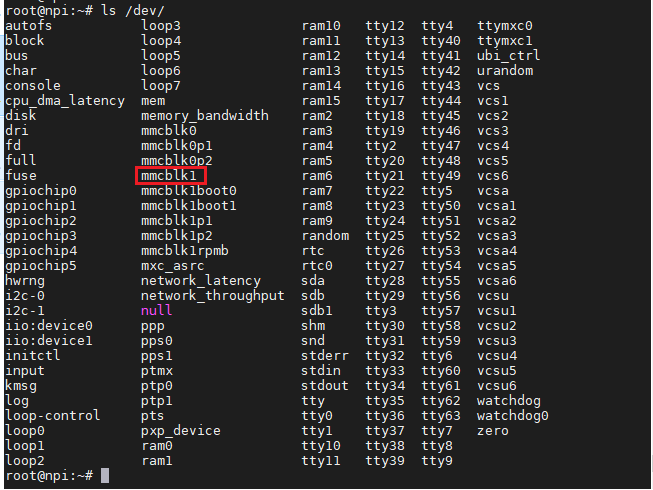 root@npi:~# ls /dev/
autofs loop3 ram10 tty12 tty4 ttymxc0
block loop4 ram11 tty13 tty40 ttymxc1
bus loop5 ram12 tty14 tty41 ubi_ctrl
char loop6 ram13 tty15 tty42 urandom
console loop7 ram14 tty16 tty43 vcs
cpu_dma_latency mem ram15 tty17 tty44 vcs1
disk memory_bandwidth ram2 tty18 tty45 vcs2
dri mmcblk0 ram3 tty19 tty46 vcs3
fd mmcblk0p1 ram4 tty2 tty47 vcs4
full mmcblk0p2 ram5 tty20 tty48 vcs5
fuse mmcblk1 ram6 tty21 tty49 vcs6
gpiochip0 mmcblk1boot0 ram7 tty22 tty5 vcsa
gpiochip1 mmcblk1boot1 ram8 tty23 tty50 vcsa1
gpiochip2 mmcblk1p1 ram9 tty24 tty51 vcsa2
gpiochip3 mmcblk1p2 random tty25 tty52 vcsa3
gpiochip4 mmcblk1rpmb rtc tty26 tty53 vcsa4
gpiochip5 mxc_asrc rtc0 tty27 tty54 vcsa5
hwrng network_latency sda tty28 tty55 vcsa6
i2c-0 network_throughput sdb tty29 tty56 vcsu
i2c-1 null sdb1 tty3 tty57 vcsu1
iio:device0 ppp shm tty30 tty58 vcsu2
iio:device1 pps0 snd tty31 tty59 vcsu3
initctl pps1 stderr tty32 tty6 vcsu4
input ptmx stdin tty33 tty60 vcsu5
kmsg ptp0 stdout tty34 tty61 vcsu6
log ptp1 tty tty35 tty62 watchdog
loop-control pts tty0 tty36 tty63 watchdog0
loop0 pxp_device tty1 tty37 tty7 zero
loop1 ram0 tty10 tty38 tty8
loop2 ram1 tty11 tty39 tty9
root@npi:~#